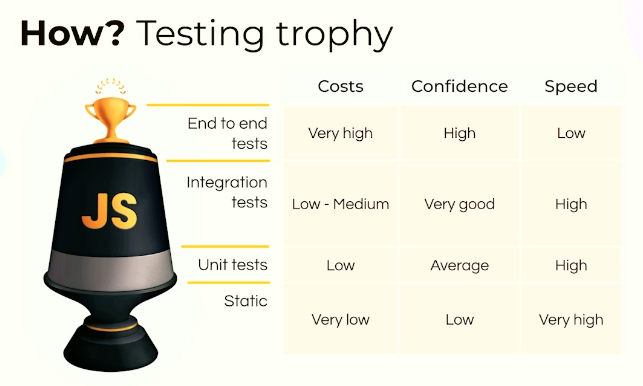 How? Testing trophy
Costs Confidence Speed
End to end
tests
Very high High Low
Integration
tests
Low - Medium Very good High
Unit tests Low Average High
Static
Very low Low Very high
JS